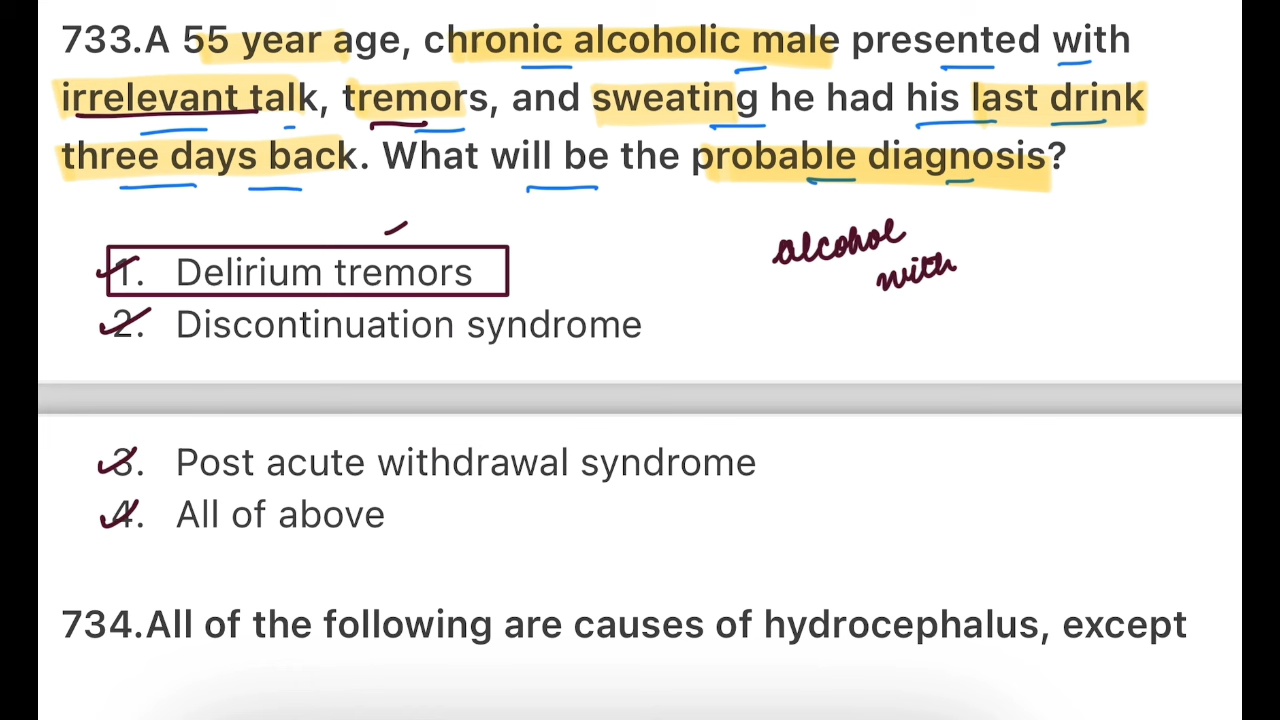 733.A 55 year age, chronic alcoholic male presented with
irrelevant talk, tremors, and sweating he had his last drink
three days back. What will be the probable diagnosis?
alcohol
with
1. Delirium tremors
2. Discontinuation syndrome
3. Post acute withdrawal syndrome
4. All of above
734.All of the following are causes of hydrocephalus, except